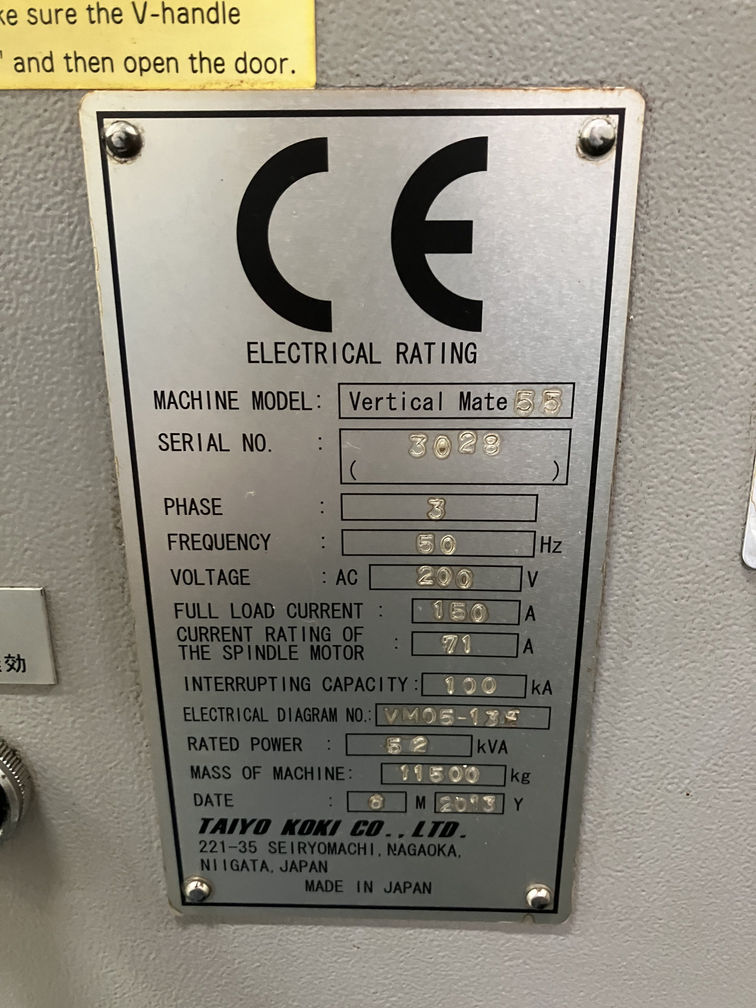 ke sure the V-handle
" and then open the door.
CE
ELECTRICAL RATING
MACHINE MODEL: Vertical Mate 55
SERIAL NO. : 3028
( )
PHASE : 3
FREQUENCY : 50 Hz
VOLTAGE : AC 200 V
FULL LOAD CURRENT : 150 A
CURRENT RATING OF
THE SPINDLE MOTOR : 71 A
INTERRUPTING CAPACITY: 100 kA
ELECTRICAL DIAGRAM NO.:
RATED POWER : 52 kVA
MASS OF MACHINE: 11500 kg
DATE : 6 M 2013 Y
TAIYO KOKI CO., LTD.
221-35 SEIRYOMACHI, NAGAOKA,
NIIGATA, JAPAN
MADE IN JAPAN
効